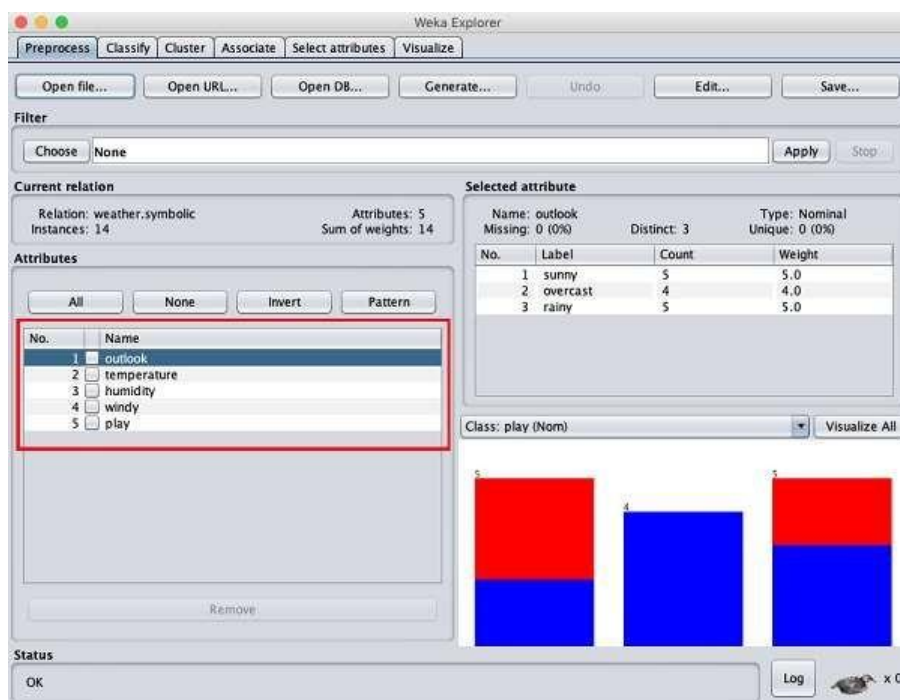 Weka Explorer
Preprocess Classify Cluster Associate Select attributes Visualize
Open file... Open URL... Open DB... Generate... Undo Edit... Save...
Filter
Choose None Apply Stop
Current relation
Relation: weather.symbolic Attributes: 5
Instances: 14 Sum of weights: 14
Attributes
All None Invert Pattern
No. Name
1 outlook
2 temperature
3 humidity
4 windy
5 play
Remove
Selected attribute
Name: outlook Type: Nominal
Missing: 0 (0%) Distinct: 3 Unique: 0 (0%)
No. Label Count Weight
1 sunny 5 5.0
2 overcast 4 4.0
3 rainy 5 5.0
Class: play (Nom) Visualize All
5 4 5
Status
OK Log x 0